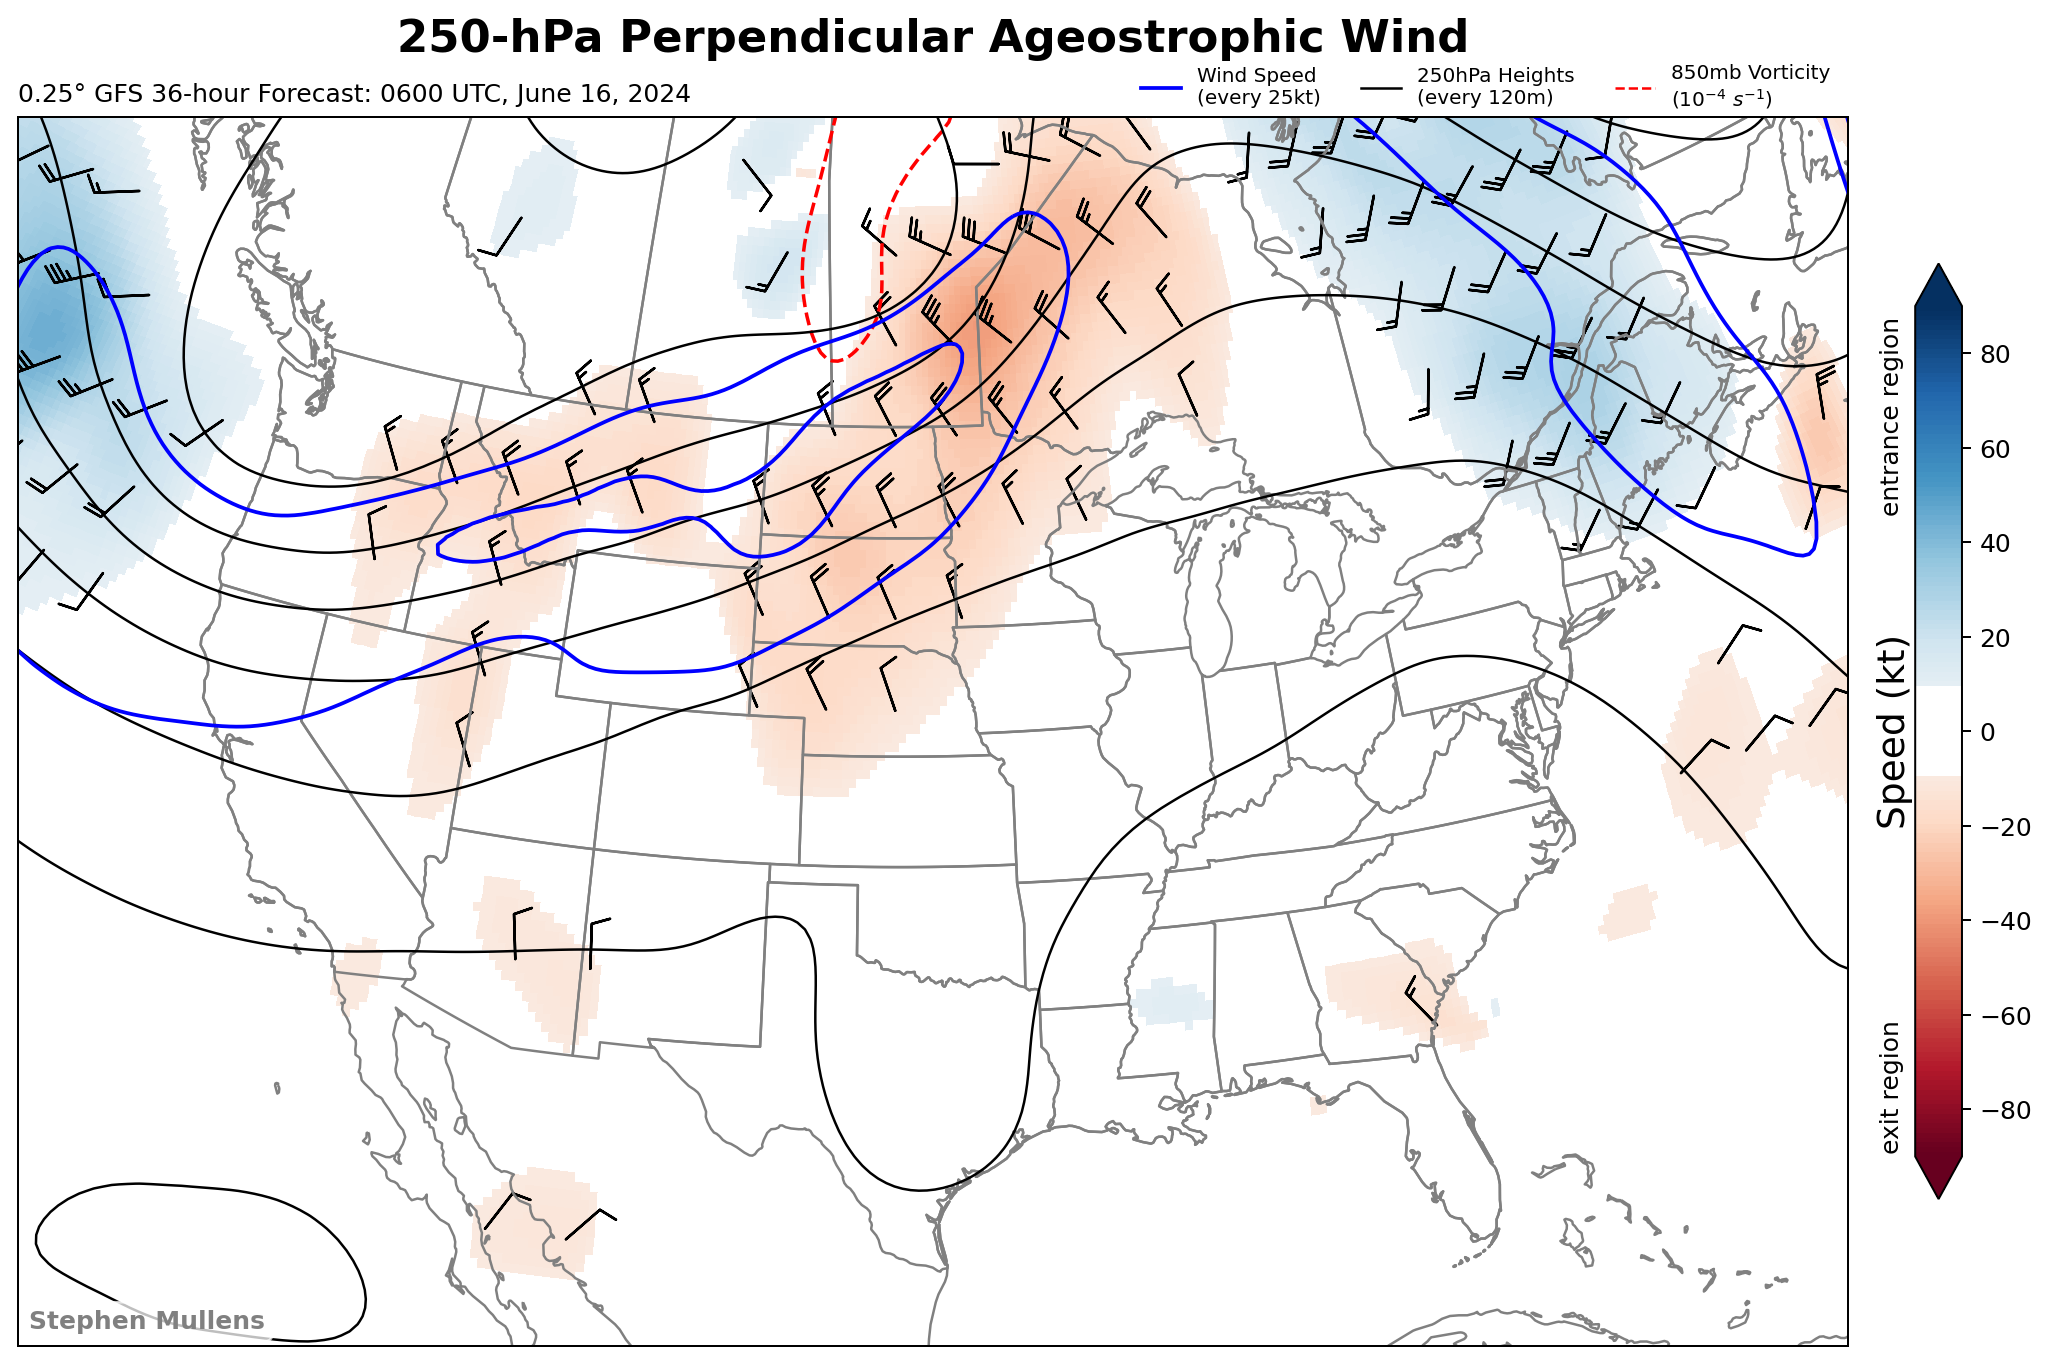 250-hPa Perpendicular Ageostrophic Wind
0.25° GFS 36-hour Forecast: 0600 UTC, June 16, 2024
Wind Speed
(every 25kt)
250hPa Heights
(every 120m)
850mb Vorticity
(10⁻⁴ s⁻¹)
entrance region
Speed (kt)
exit region
80
60
40
20
0
−20
−40
−60
−80
Stephen Mullens